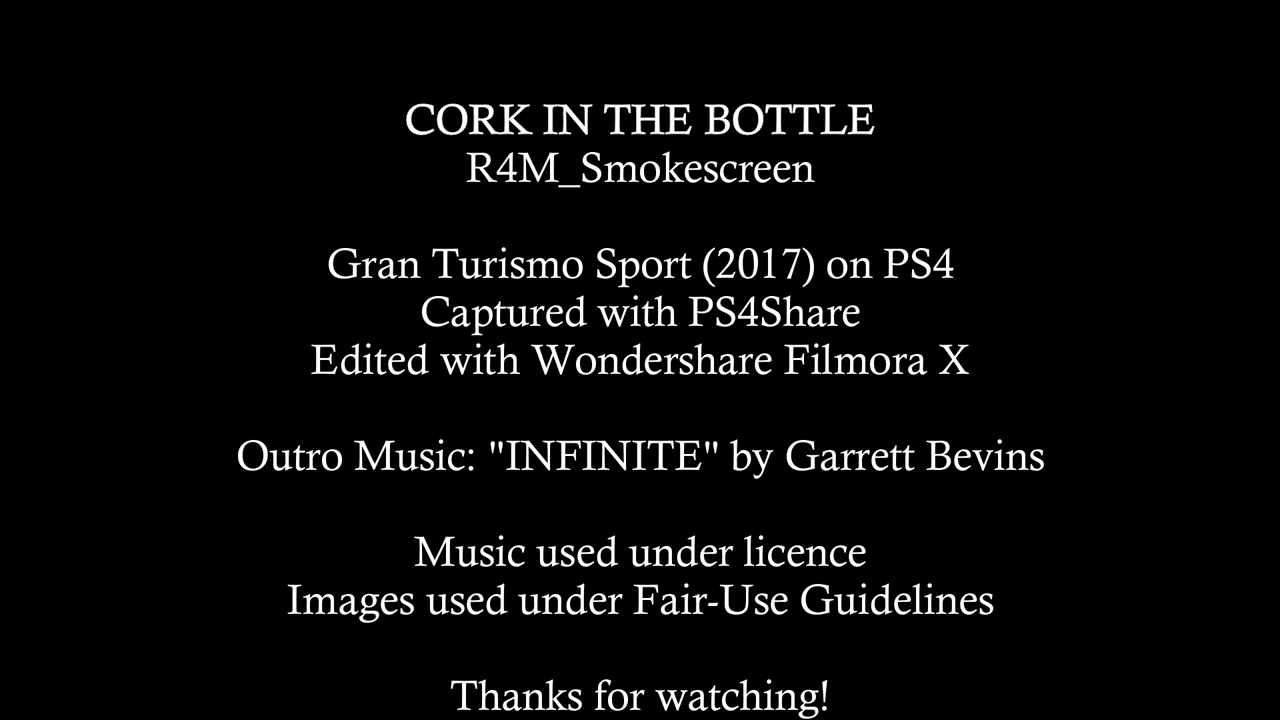 CORK IN THE BOTTLE
R4M_Smokescreen
Gran Turismo Sport (2017) on PS4
Captured with PS4Share
Edited with Wondershare Filmora X
Outro Music: "INFINITE" by Garrett Bevins
Music used under licence
Images used under Fair-Use Guidelines
Thanks for watching!